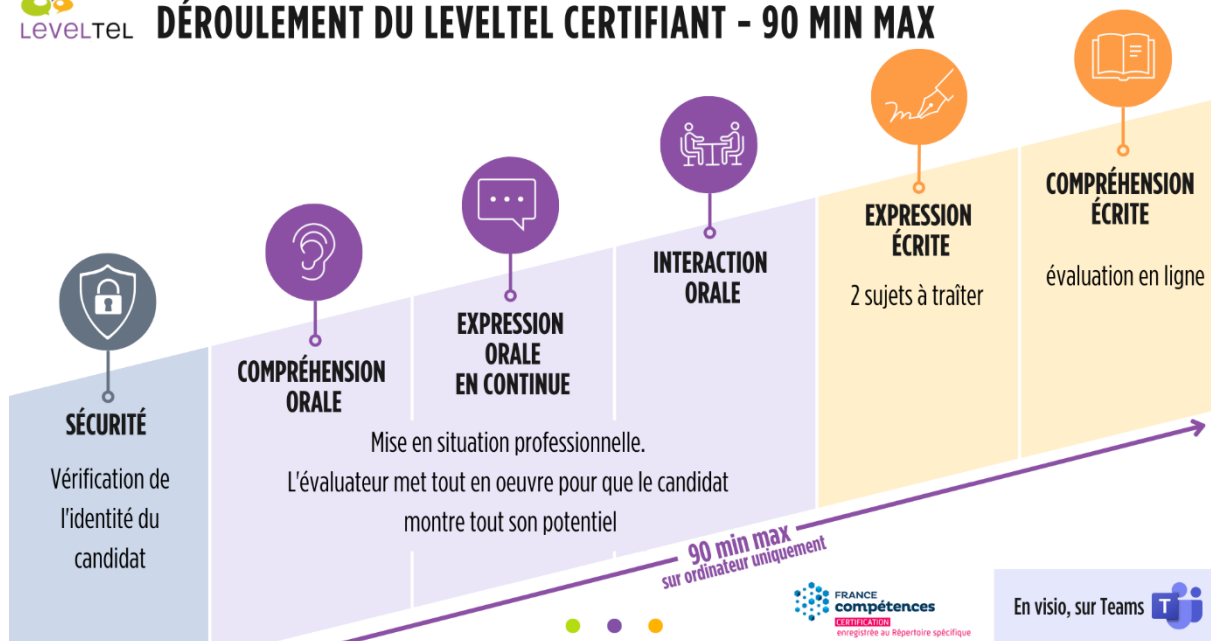 LEVELTEL
DÉROULEMENT DU LEVELTEL CERTIFIANT - 90 MIN MAX
SÉCURITÉ
Vérification de
l'identité du
candidat
COMPRÉHENSION
ORALE
EXPRESSION
ORALE
EN CONTINUE
INTERACTION
ORALE
Mise en situation professionnelle.
L'évaluateur met tout en oeuvre pour que le candidat
montre tout son potentiel
EXPRESSION
ÉCRITE
2 sujets à traîter
COMPRÉHENSION
ÉCRITE
évaluation en ligne
90 min max
sur ordinateur uniquement
FRANCE
compétences
CERTIFICATION
enregistrée au Répertoire spécifique
En visio, sur Teams
T